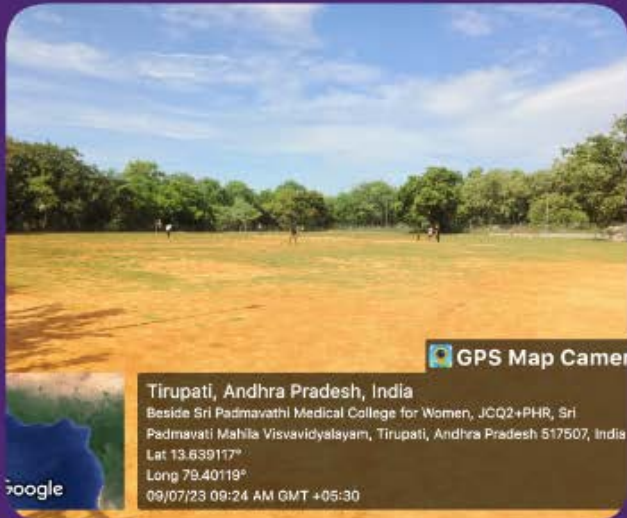 GPS Map Camer
Tirupati, Andhra Pradesh, India
Beside Sri Padmavathi Medical College for Women, JCQ2+PHR, Sri
Padmavati Mahila Visvavidyalayam, Tirupati, Andhra Pradesh 517507, India
Lat 13.639117°
Long 79.40119°
09/07/23 09:24 AM GMT +05:30
Google